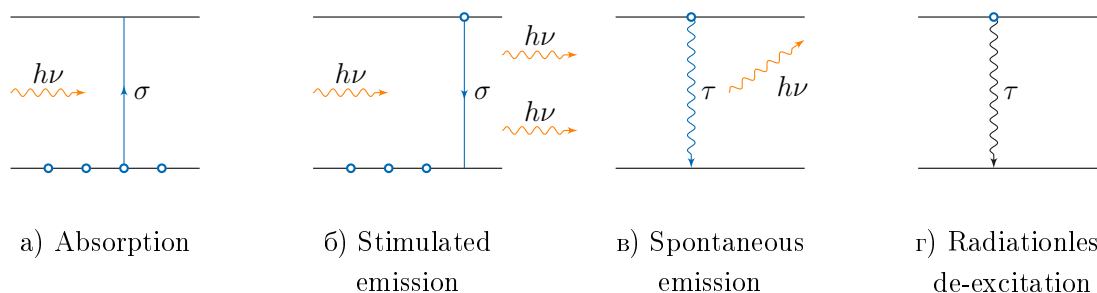 hν
σ
hν
σ
hν
hν
τ
hν
τ
а) Absorption
б) Stimulated
emission
в) Spontaneous
emission
г) Radiationles
de-excitation